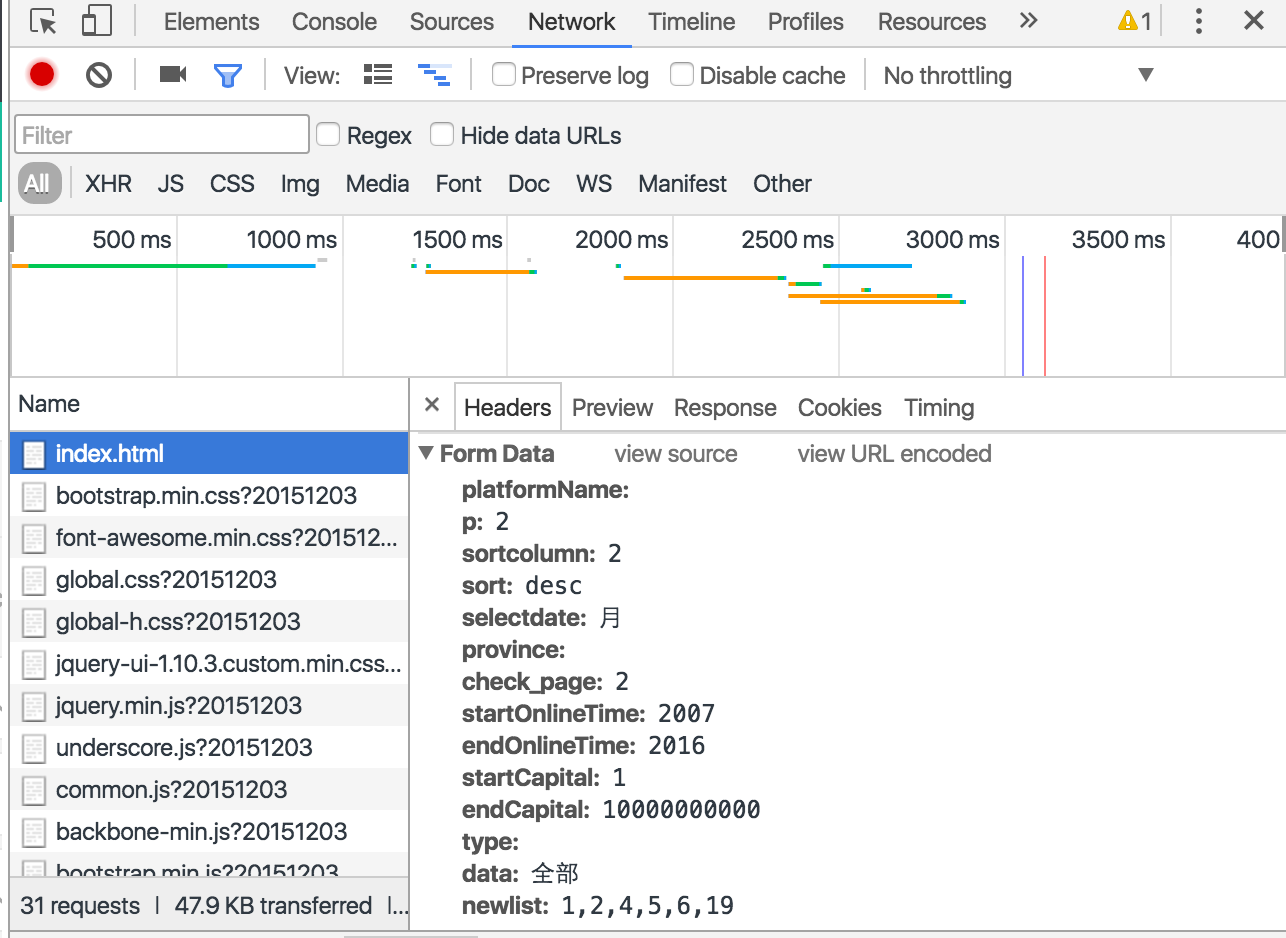 Elements Console Sources Network Timeline Profiles Resources » 1
View: Preserve log Disable cache No throttling
Filter Regex Hide data URLs
All XHR JS CSS Img Media Font Doc WS Manifest Other
500 ms 1000 ms 1500 ms 2000 ms 2500 ms 3000 ms 3500 ms 400
Name
Headers Preview Response Cookies Timing
index.html
bootstrap.min.css?20151203
font-awesome.min.css?201512...
global.css?20151203
global-h.css?20151203
jquery-ui-1.10.3.custom.min.css...
jquery.min.js?20151203
underscore.js?20151203
common.js?20151203
backbone-min.js?20151203
bootstrap.min.js?20151203
31 requests | 47.9 KB transferred | ...
Form Data view source view URL encoded
platformName:
p: 2
sortcolumn: 2
sort: desc
selectdate: 月
province:
check_page: 2
startOnlineTime: 2007
endOnlineTime: 2016
startCapital: 1
endCapital: 10000000000
type:
data: 全部
newlist: 1,2,4,5,6,19